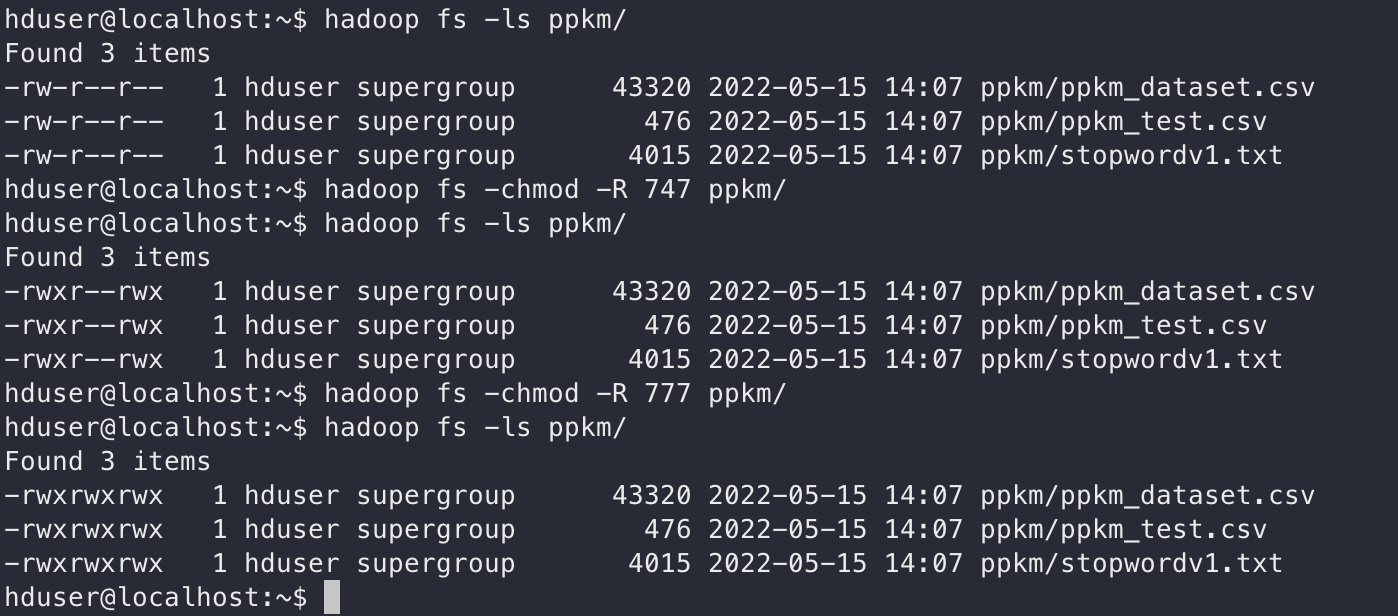 hduser@localhost:~$ hadoop fs -ls ppkm/
Found 3 items
-rw-r--r--   1 hduser supergroup      43320 2022-05-15 14:07 ppkm/ppkm_dataset.csv
-rw-r--r--   1 hduser supergroup        476 2022-05-15 14:07 ppkm/ppkm_test.csv
-rw-r--r--   1 hduser supergroup       4015 2022-05-15 14:07 ppkm/stopwordv1.txt
hduser@localhost:~$ hadoop fs -chmod -R 747 ppkm/
hduser@localhost:~$ hadoop fs -ls ppkm/
Found 3 items
-rwxr--rwx   1 hduser supergroup      43320 2022-05-15 14:07 ppkm/ppkm_dataset.csv
-rwxr--rwx   1 hduser supergroup        476 2022-05-15 14:07 ppkm/ppkm_test.csv
-rwxr--rwx   1 hduser supergroup       4015 2022-05-15 14:07 ppkm/stopwordv1.txt
hduser@localhost:~$ hadoop fs -chmod -R 777 ppkm/
hduser@localhost:~$ hadoop fs -ls ppkm/
Found 3 items
-rwxrwxrwx   1 hduser supergroup      43320 2022-05-15 14:07 ppkm/ppkm_dataset.csv
-rwxrwxrwx   1 hduser supergroup        476 2022-05-15 14:07 ppkm/ppkm_test.csv
-rwxrwxrwx   1 hduser supergroup       4015 2022-05-15 14:07 ppkm/stopwordv1.txt
hduser@localhost:~$